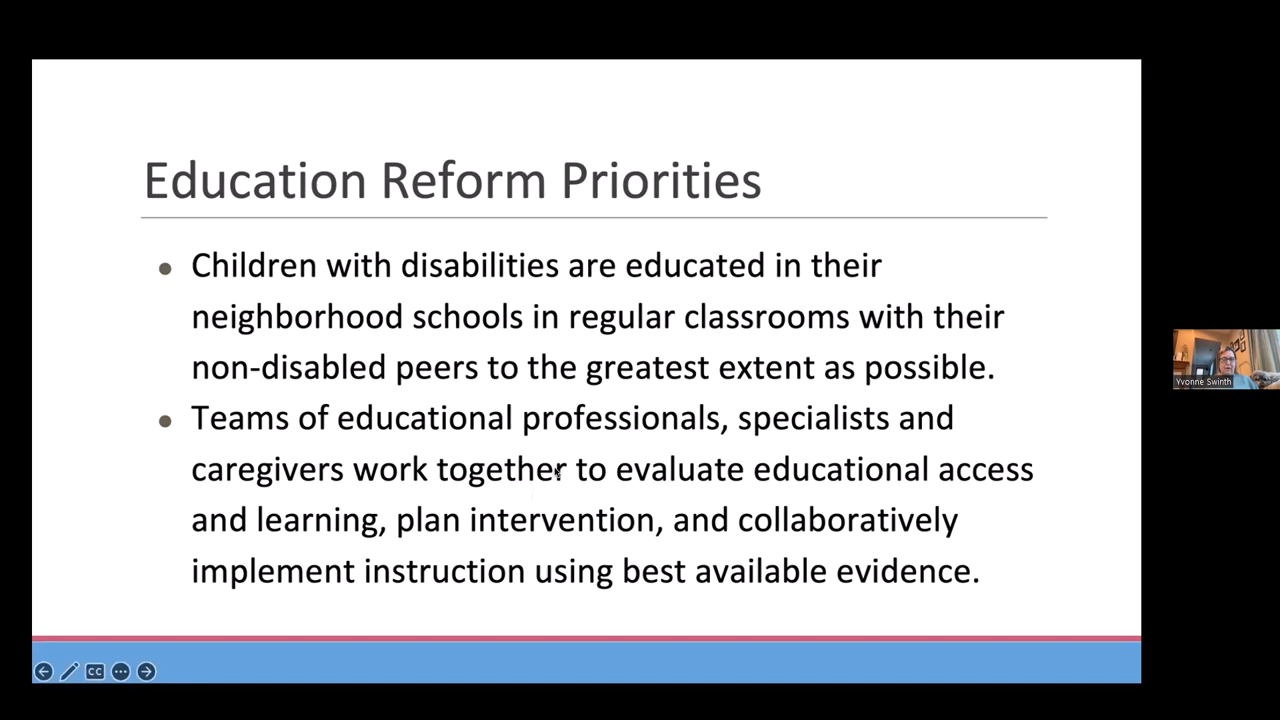 Education Reform Priorities
• Children with disabilities are educated in their
neighborhood schools in regular classrooms with their
non-disabled peers to the greatest extent as possible.
• Teams of educational professionals, specialists and
caregivers work together to evaluate educational access
and learning, plan intervention, and collaboratively
implement instruction using best available evidence.
Yvonne Swinth
CC